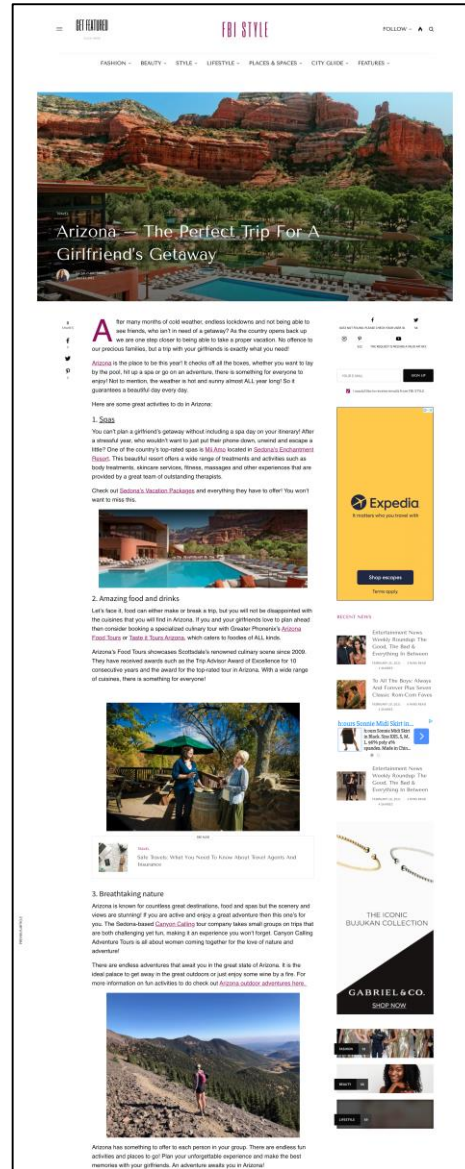 GET FEATURED
FBI STYLE
FOLLOW
FASHION
BEAUTY
STYLE
LIFESTYLE
PLACES & SPACES
CITY GUIDE
FEATURES
TRAVEL
Arizona — The Perfect Trip For A
Girlfriend's Getaway
After many months of cold weather, endless lockdowns and not being able to
see friends, who isn't in need of a getaway? As the country opens back up
we are one step closer to being able to take a proper vacation. No offence to
our precious families, but a trip with your girlfriends is exactly what you need!
Arizona is the place to be this year! It checks off all the boxes, whether you want to lay
by the pool, hit up a spa or go on an adventure, there is something for everyone to
enjoy! Not to mention, the weather is hot and sunny almost ALL year long! So it
guarantees a beautiful day every day.
Here are some great activities to do in Arizona:
1. Spas
You can't plan a girlfriend's getaway without including a spa day on your itinerary! After
a stressful year, who wouldn't want to just put their phone down, unwind and escape a
little? One of the country's top-rated spas is Mii Amo located in Sedona's Enchantment
Resort. This beautiful resort offers a wide range of treatments and activities such as
body treatments, skincare services, fitness, massages and other experiences that are
provided by a great team of outstanding therapists.
Check out Sedona's Vacation Packages and everything they have to offer! You won't
want to miss this.
2. Amazing food and drinks
Let's face it, food can either make or break a trip, but you will not be disappointed with
the cuisines that you will find in Arizona. If you and your girlfriends love to plan ahead
then consider booking a specialized culinary tour with Greater Phonenix's Arizona
Food Tours or Taste it Tours Arizona, which caters to foodies of ALL kinds.
Arizona's Food Tours showcases Scottsdale's renowned culinary scene since 2009.
They have received awards such as the Trip Advisor Award of Excellence for 10
consecutive years and the award for the top-rated tour in Arizona. With a wide range
of cuisines, there is something for everyone!
Travel
Safe Travels: What You Need To Know About Travel Agents And
Insurance
3. Breathtaking nature
Arizona is known for countless great destinations, food and spas but the scenery and
views are stunning! If you are active and enjoy a great adventure then this one's for
you. The Sedona-based Canyon Calling tour company takes small groups on trips that
are both challenging yet fun, making it an experience you won't forget. Canyon Calling
Adventure Tours is all about women coming together for the love of nature and
adventure!
There are endless adventures that await you in the great state of Arizona. It is the
ideal palace to get away in the great outdoors or just enjoy some wine by a fire. For
more information on fun activities to do check out Arizona outdoor adventures here.
Arizona has something to offer to each person in your group. There are endless fun
activities and places to go! Plan your unforgettable experience and make the best
memories with your girlfriends. An adventure awaits you in Arizona!
SIGN UP
Expedia
It matters who you travel with
Shop escapes
Terms apply.
RECENT NEWS
Entertainment News
Weekly Roundup: The
Good, The Bad &
Everything In Between
To All The Boys: Always
And Forever Plus Seven
Classic Rom-Com Faves
b:ours Sonnie Midi Skirt in...
Entertainment News
Weekly Roundup: The
Good, The Bad &
Everything In Between
THE ICONIC
BUJUKAN COLLECTION
GABRIEL & CO.
SHOP NOW
FASHION
BEAUTY
LIFESTYLE